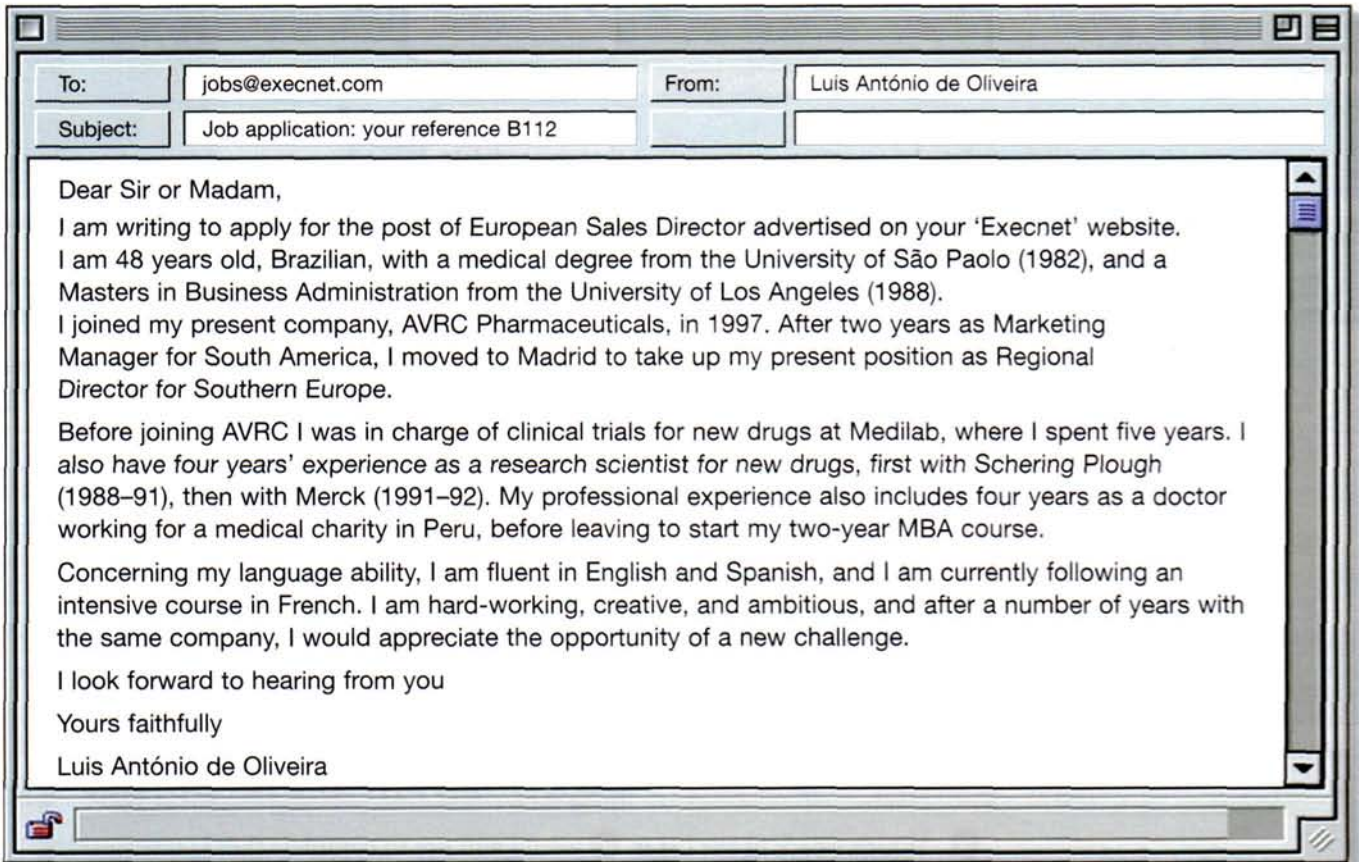 To: jobs@execnet.com From: Luis António de Oliveira
Subject: Job application: your reference B112
Dear Sir or Madam,
I am writing to apply for the post of European Sales Director advertised on your ‘Execnet’ website.
I am 48 years old, Brazilian, with a medical degree from the University of São Paolo (1982), and a
Masters in Business Administration from the University of Los Angeles (1988).
I joined my present company, AVRC Pharmaceuticals, in 1997. After two years as Marketing
Manager for South America, I moved to Madrid to take up my present position as Regional
Director for Southern Europe.
Before joining AVRC I was in charge of clinical trials for new drugs at Medilab, where I spent five years. I
also have four years’ experience as a research scientist for new drugs, first with Schering Plough
(1988–91), then with Merck (1991–92). My professional experience also includes four years as a doctor
working for a medical charity in Peru, before leaving to start my two-year MBA course.
Concerning my language ability, I am fluent in English and Spanish, and I am currently following an
intensive course in French. I am hard-working, creative, and ambitious, and after a number of years with
the same company, I would appreciate the opportunity of a new challenge.
I look forward to hearing from you
Yours faithfully
Luis António de Oliveira